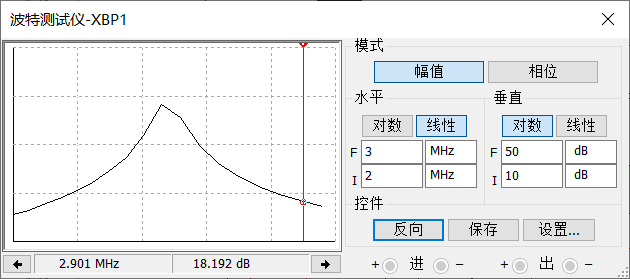 波特测试仪-XBP1
模式
幅值 相位
水平 垂直
对数 线性 对数 线性
F 3 MHz F 50 dB
I 2 MHz I 10 dB
控件
反向 保存 设置...
2.901 MHz 18.192 dB
+ 进 − + 出 −